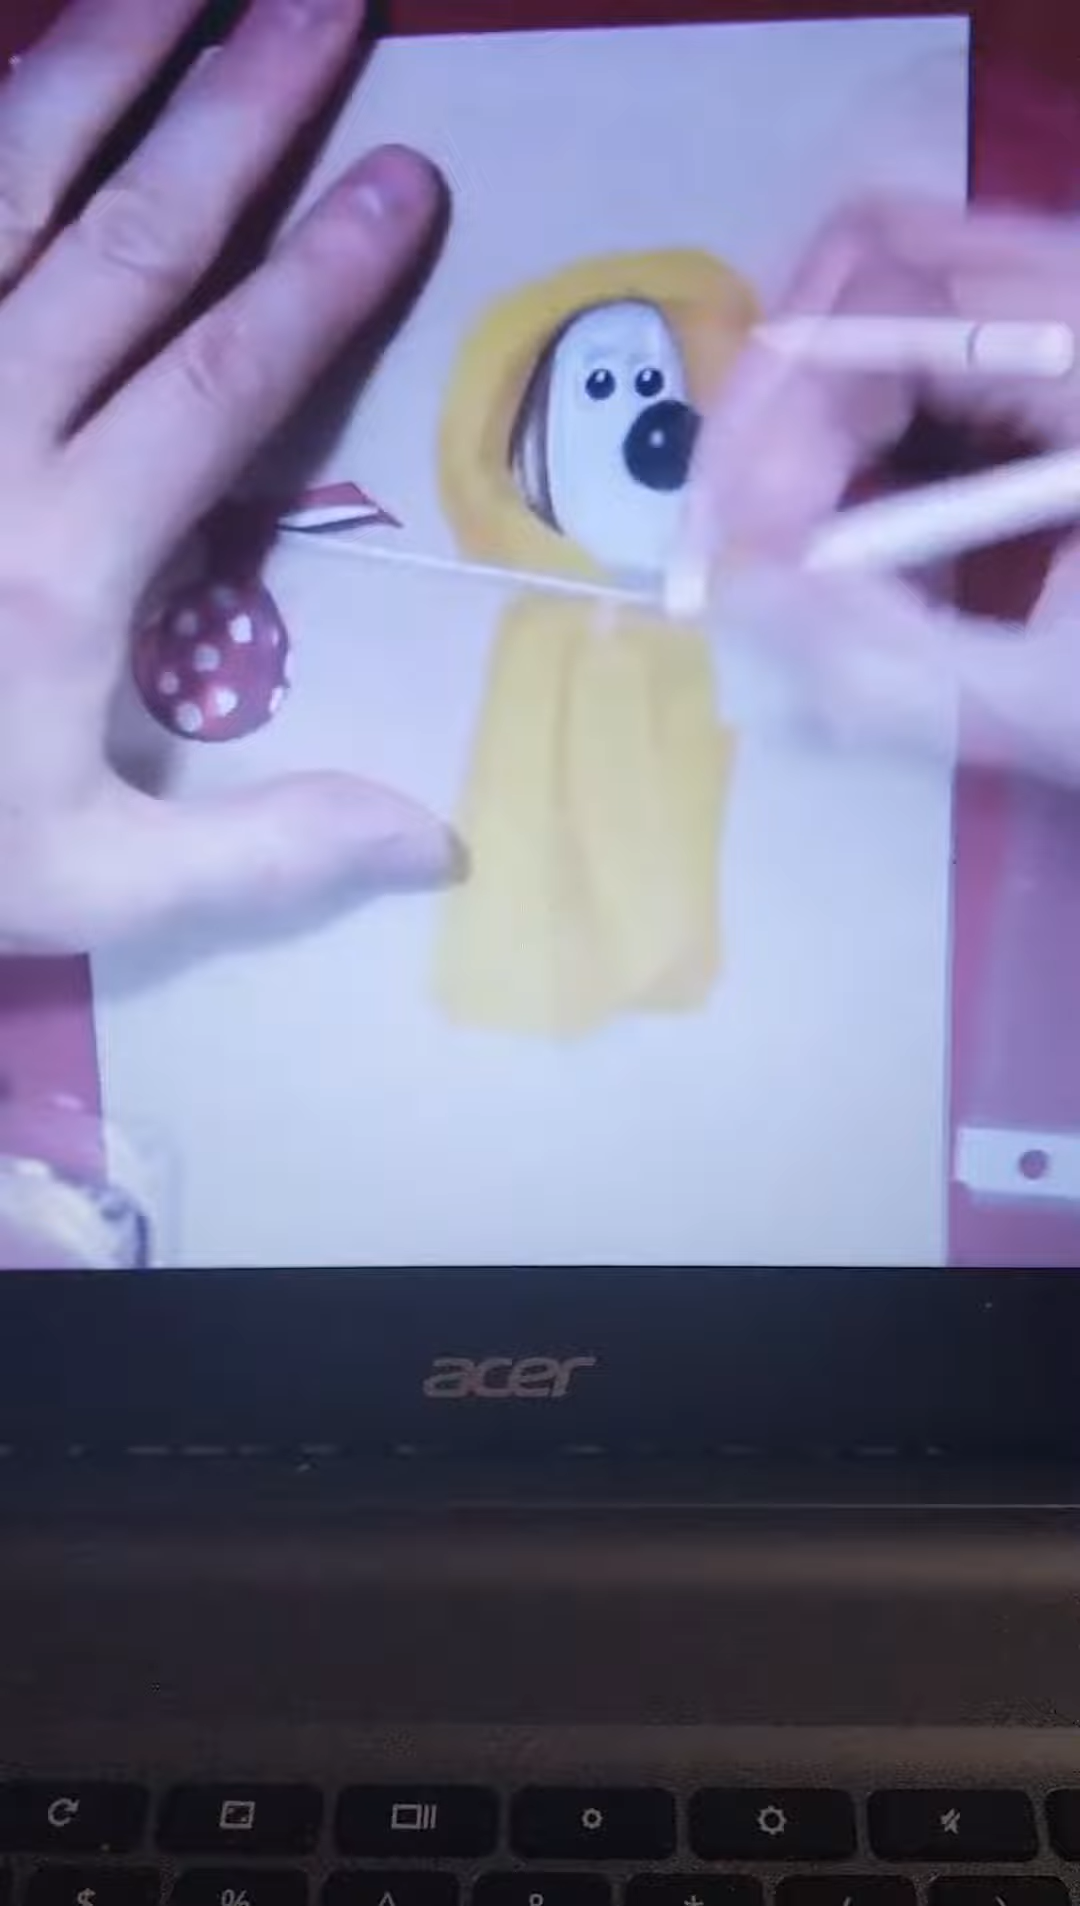 acer
$ % ^ & * ( )